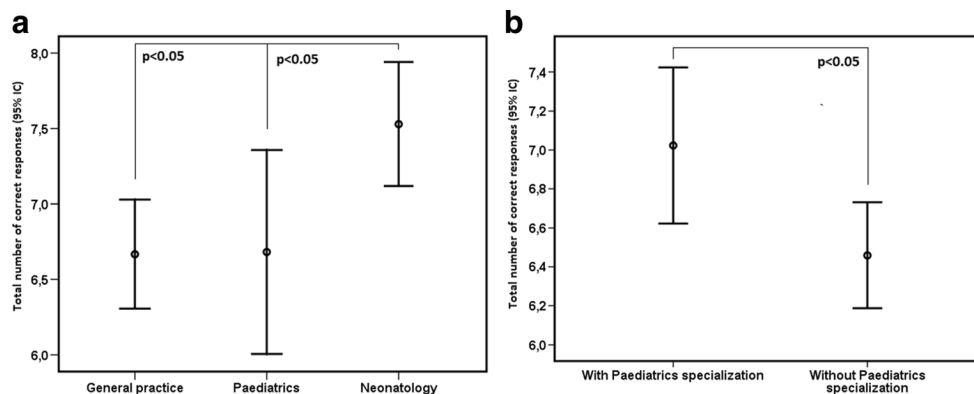 a
Total number of correct responses (95% IC)
8,0
7,5
7,0
6,5
6,0
p<0.05
p<0.05
General practice
Paediatrics
Neonatology
b
Total number of correct responses (95% IC)
7,4
7,2
7,0
6,8
6,6
6,4
6,2
6,0
p<0.05
With Paediatrics specialization
Without Paediatrics
specialization